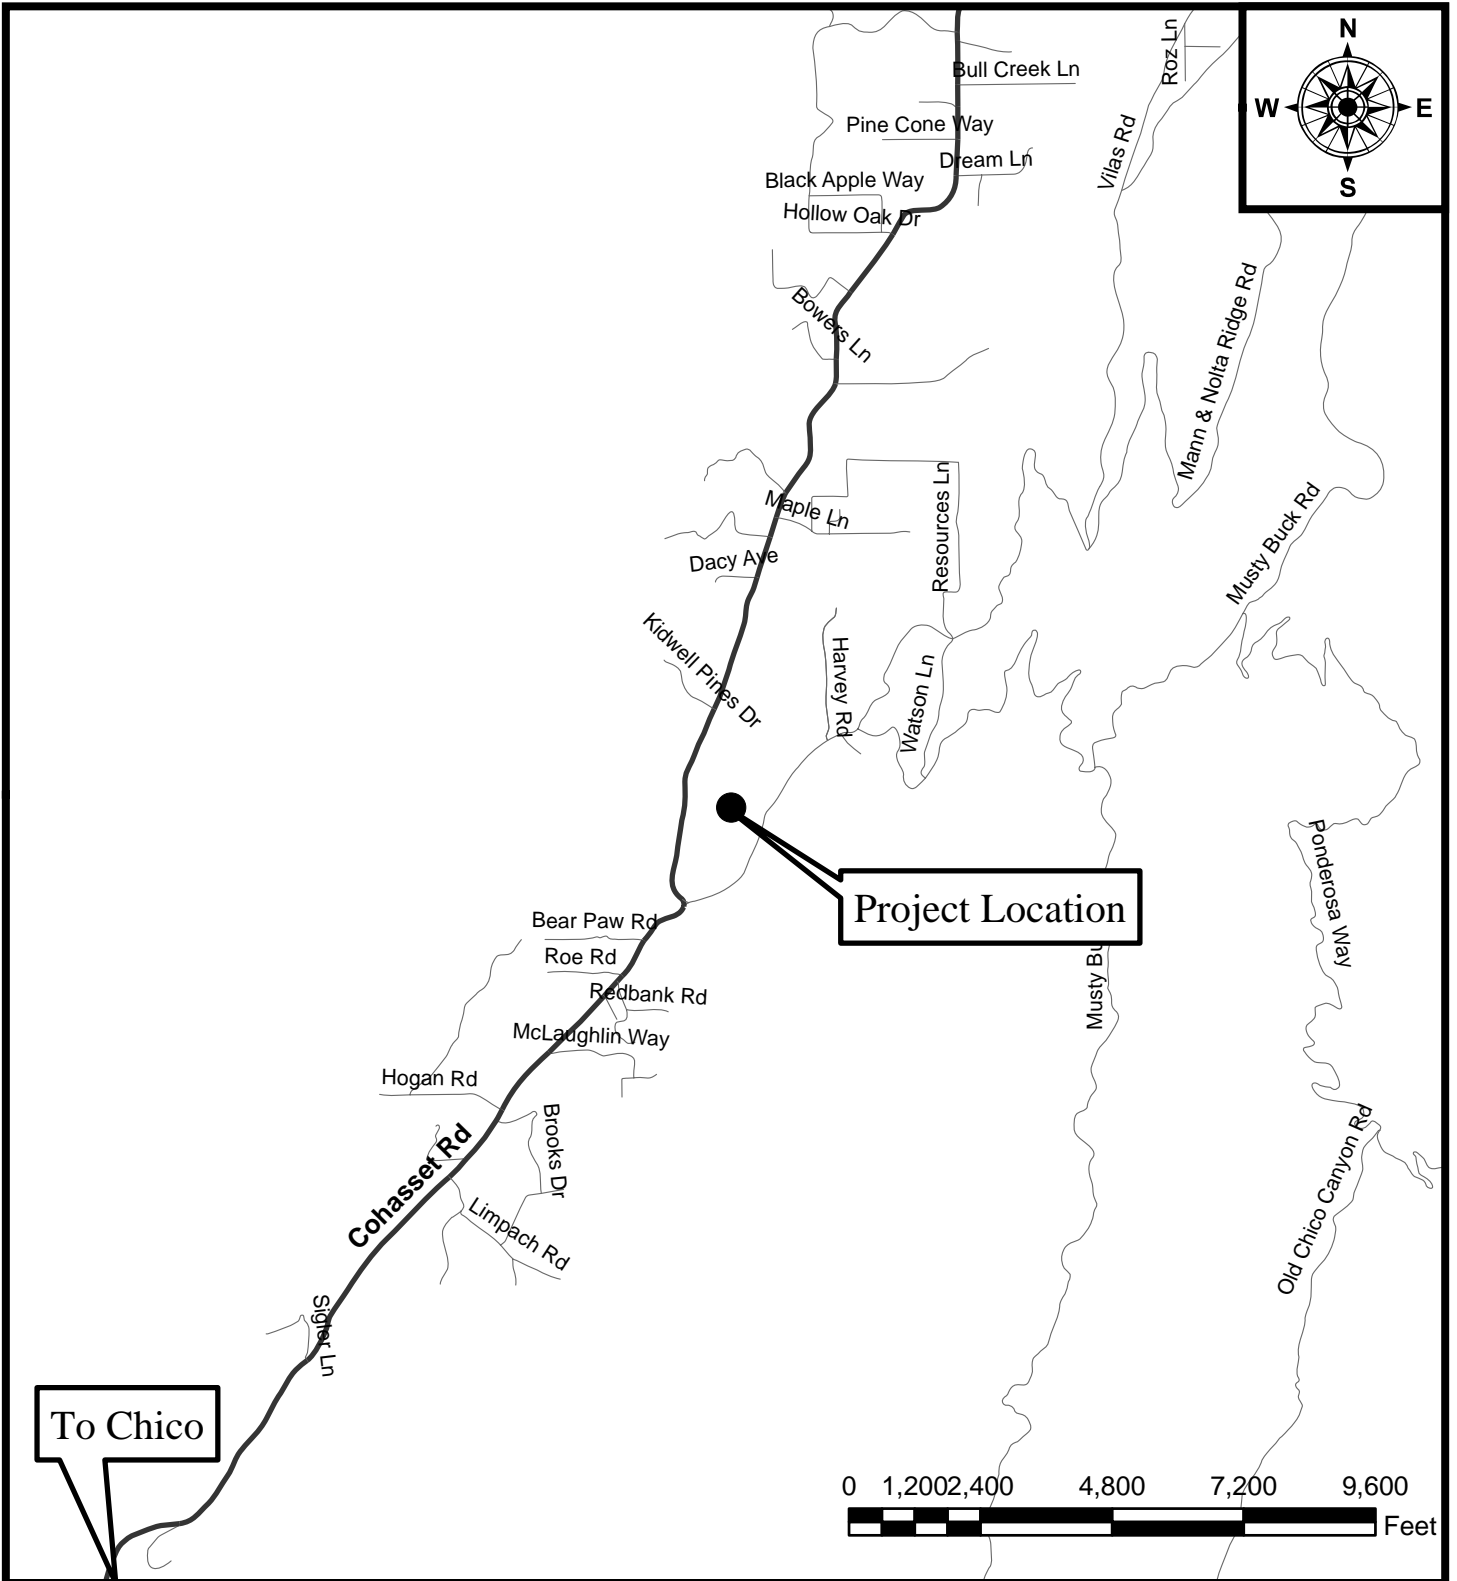 N
Roz Ln
Bull Creek Ln
W
E
Pine Cone Way
Vilas Rd
Dream Ln
Black Apple Way
S
Hollow Oak Dr
Bowers Ln
Mann & Nolta Ridge Rd
Maple Ln
Resources Ln
Musty Buck Rd
Dacy Ave
Kidwell Pines Dr
Harvey Rd
Watson Ln
Ponderosa Way
Project Location
Bear Paw Rd
Roe Rd
Musty Bu
Redbank Rd
McLaughlin Way
Hogan Rd
Brooks Dr
Cohasset Rd
Old Chico Canyon Rd
Limpach Rd
Sigler Ln
To Chico
0 1,200 2,400 4,800 7,200 9,600
Feet